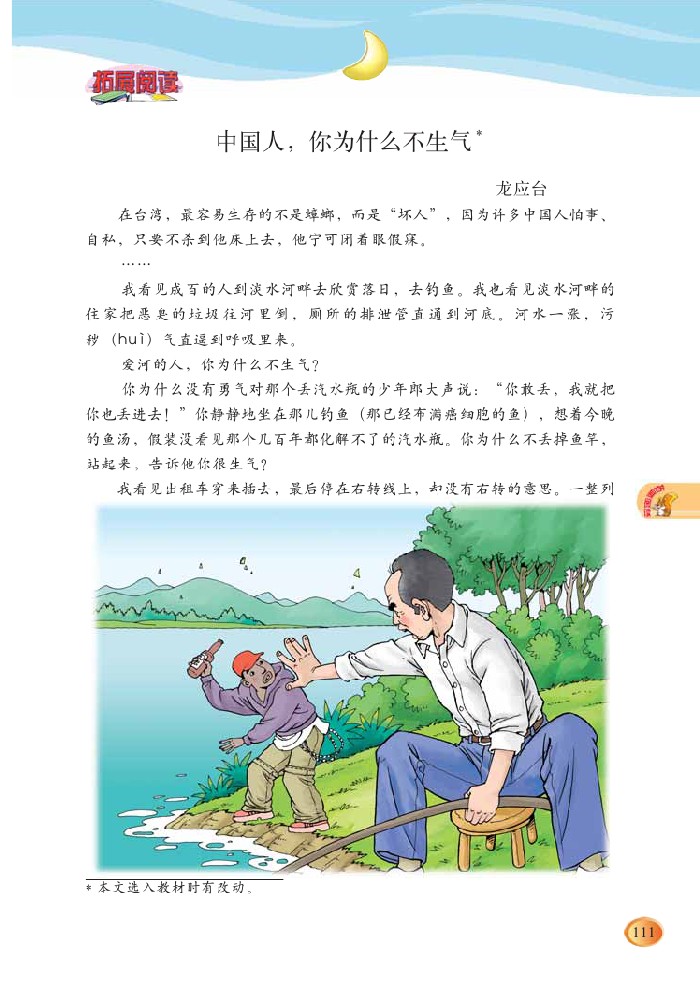 拓展阅读
中国人，你为什么不生气*
龙应台
在台湾，最容易生存的不是蟑螂，而是“坏人”，因为许多中国人怕事、
自私，只要不杀到他床上去，他宁可闭着眼假寐。
……
我看见成百的人到淡水河畔去欣赏落日，去钓鱼。我也看见淡水河畔的
住家把恶臭的垃圾往河里倒，厕所的排泄管直通到河底。河水一涨，污
秽（huì）气直逼到呼吸里来。
爱河的人，你为什么不生气？
你为什么没有勇气对那个丢汽水瓶的少年郎大声说：“你敢丢，我就把
你也丢进去！”你静静地坐在那儿钓鱼（那已经布满癌细胞的鱼），想着今晚
的鱼汤，假装没看见那个几百年都化解不了的汽水瓶。你为什么不丢掉鱼竿，
站起来，告诉他你很生气？
我看见出租车穿来插去，最后停在右转线上，却没有右转的意思。一整列
* 本文选入教材时有改动。
111